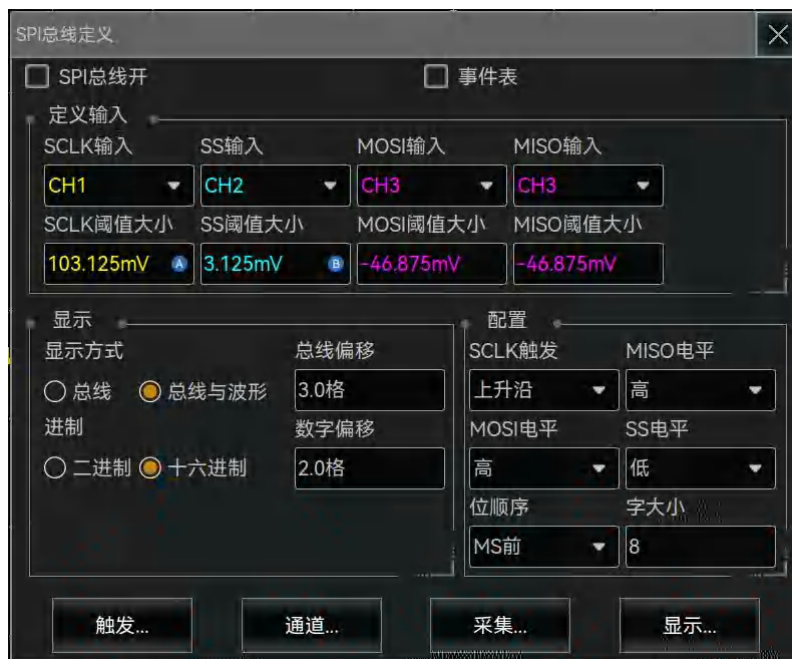 SPI总线定义
SPI总线开 事件表
定义输入
SCLK输入 SS输入 MOSI输入 MISO输入
CH1 CH2 CH3 CH3
SCLK阈值大小 SS阈值大小 MOSI阈值大小 MISO阈值大小
103.125mV A 3.125mV B -46.875mV -46.875mV
显示 配置
显示方式 总线偏移 SCLK触发 MISO电平
总线 总线与波形 3.0格 上升沿 高
进制 数字偏移 MOSI电平 SS电平
二进制 十六进制 2.0格 高 低
位顺序 字大小
MS前 8
触发... 通道... 采集... 显示...